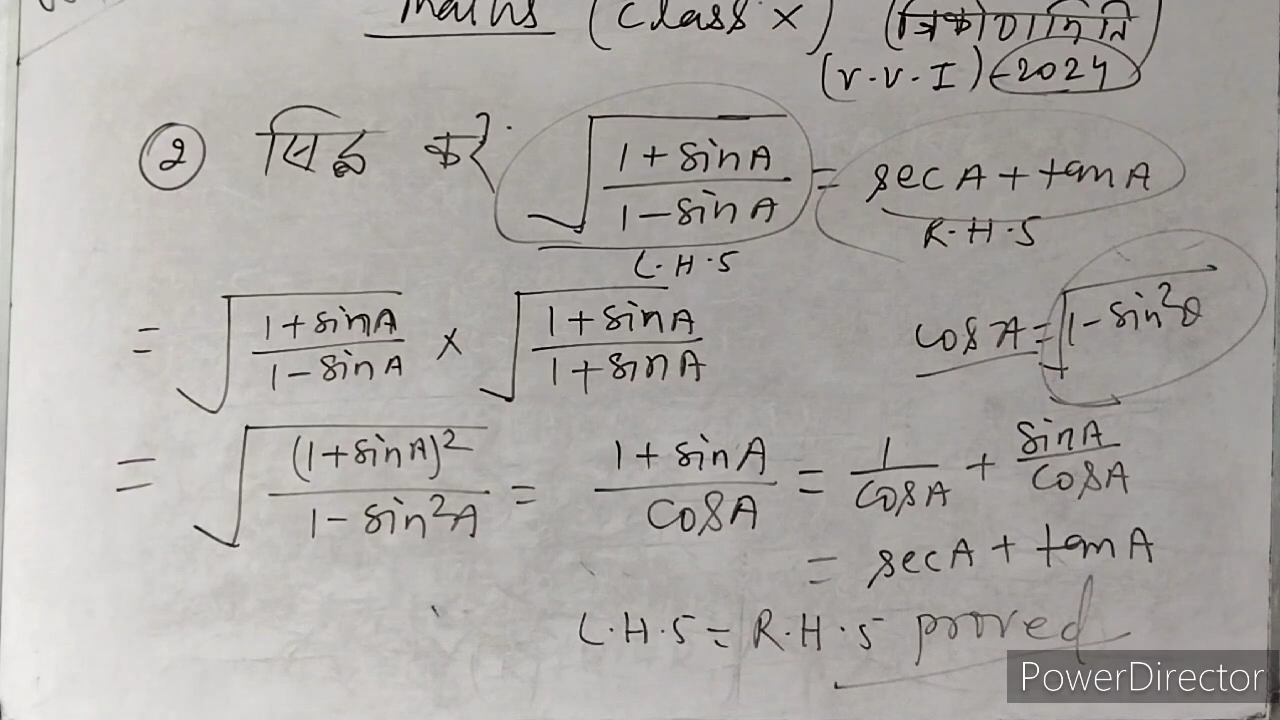 Maths (Class X) (त्रिकोणमिति)
(V.V.I) - 2024
② सिद्ध करें √((1+sinA)/(1-sinA)) = secA + tanA
L.H.S R.H.S
= √((1+sinA)/(1-sinA)) × √((1+sinA)/(1+sinA)) cosA = √(1-sin²θ)
= √((1+sinA)²/(1-sin²A)) = (1+sinA)/cosA = 1/cosA + sinA/cosA
= secA + tanA
L.H.S = R.H.S proved
PowerDirector